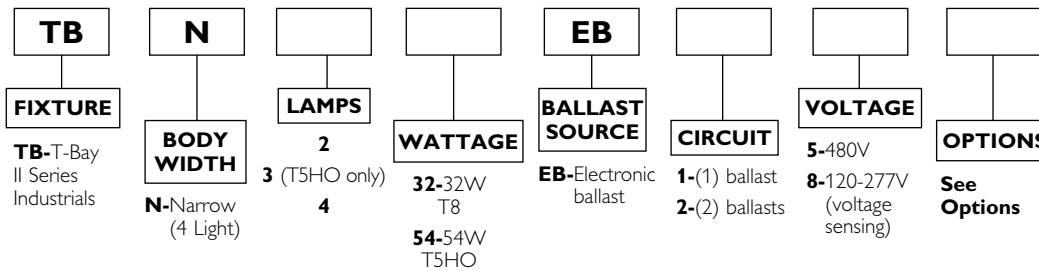 TB
N
EB
FIXTURE
TB-T-Bay
II Series
Industrials
BODY
WIDTH
N-Narrow
(4 Light)
LAMPS
2
3 (T5HO only)
4
WATTAGE
32-32W
T8
54-54W
T5HO
BALLAST
SOURCE
EB-Electronic
ballast
CIRCUIT
1-(1) ballast
2-(2) ballasts
VOLTAGE
5-480V
8-120-277V
(voltage
sensing)
OPTIONS
See
Options